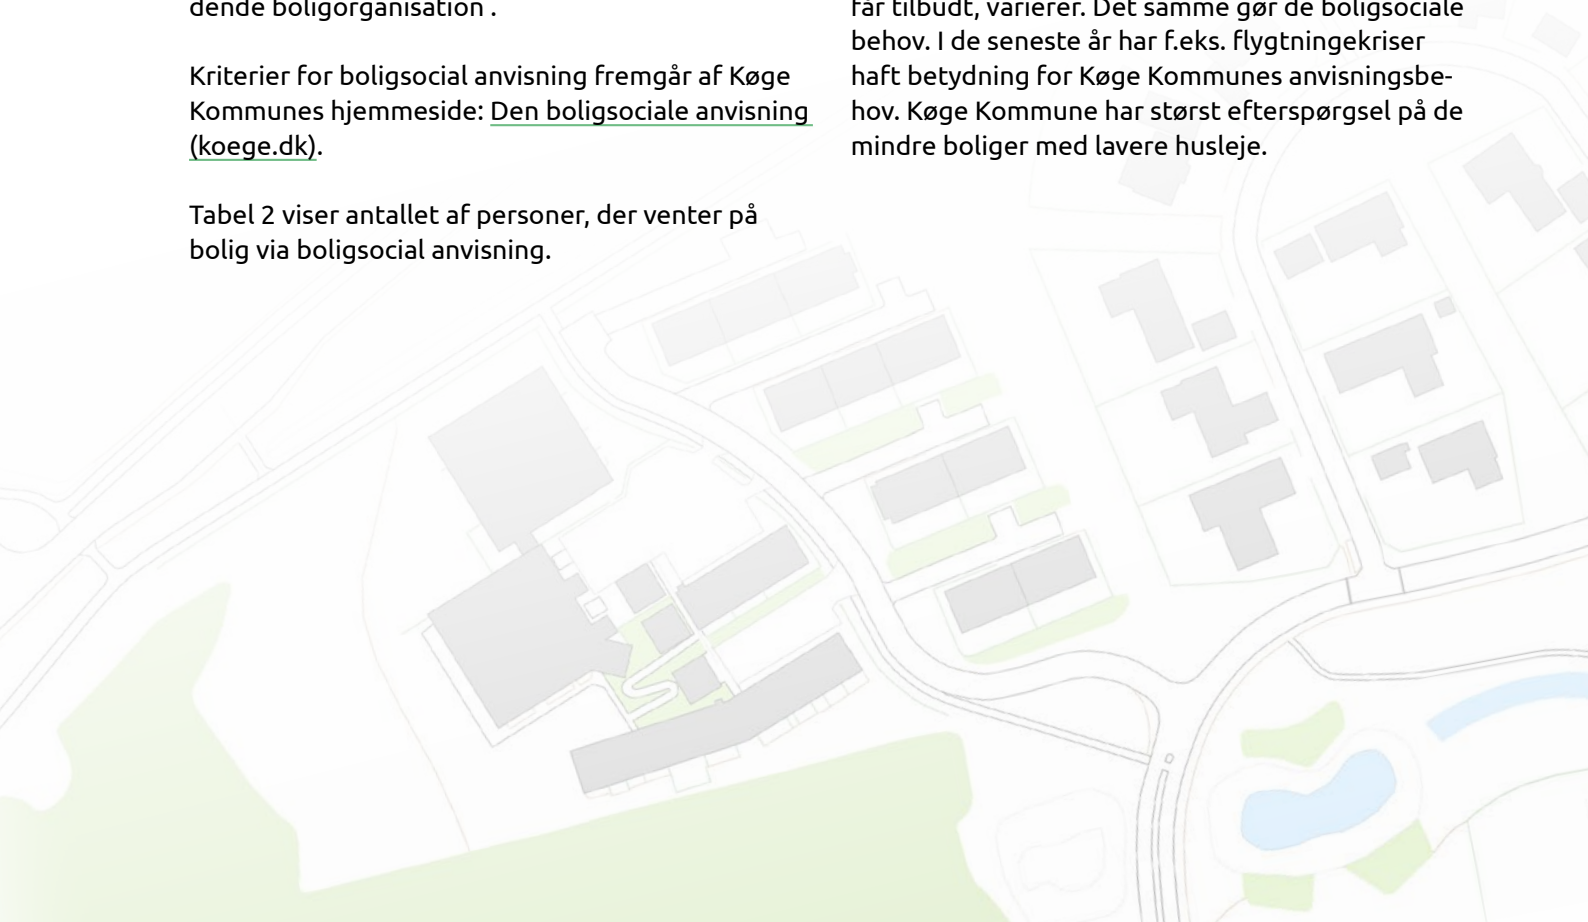 dende boligorganisation .
Kriterier for boligsocial anvisning fremgår af Køge
Kommunes hjemmeside: Den boligsociale anvisning
(koege.dk).
Tabel 2 viser antallet af personer, der venter på
bolig via boligsocial anvisning.
får tilbudt, varierer. Det samme gør de boligsociale
behov. I de seneste år har f.eks. flygtningekriser
haft betydning for Køge Kommunes anvisningsbe-
hov. Køge Kommune har størst efterspørgsel på de
mindre boliger med lavere husleje.